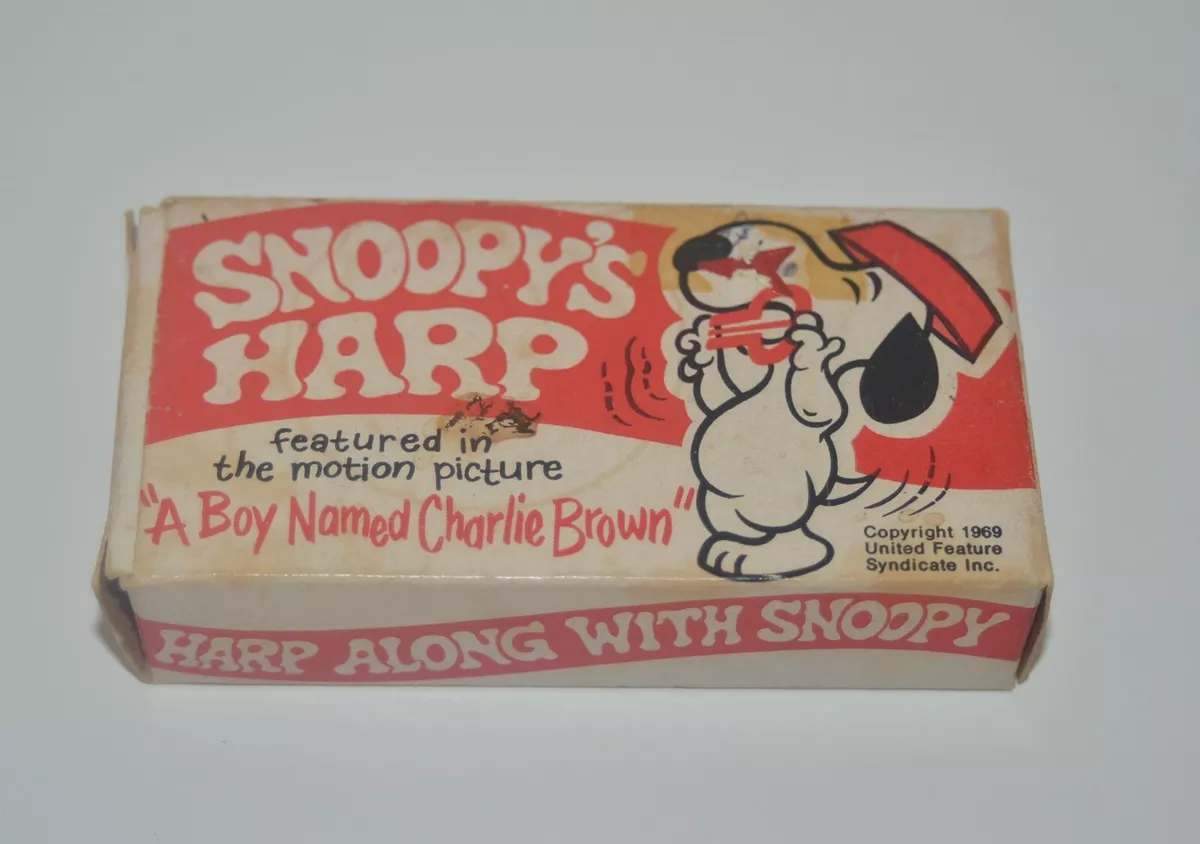 SNOOPY'S
HARP
featured in
the motion picture
"A Boy Named Charlie Brown"
Copyright 1969
United Feature
Syndicate Inc.
HARP ALONG WITH SNOOPY